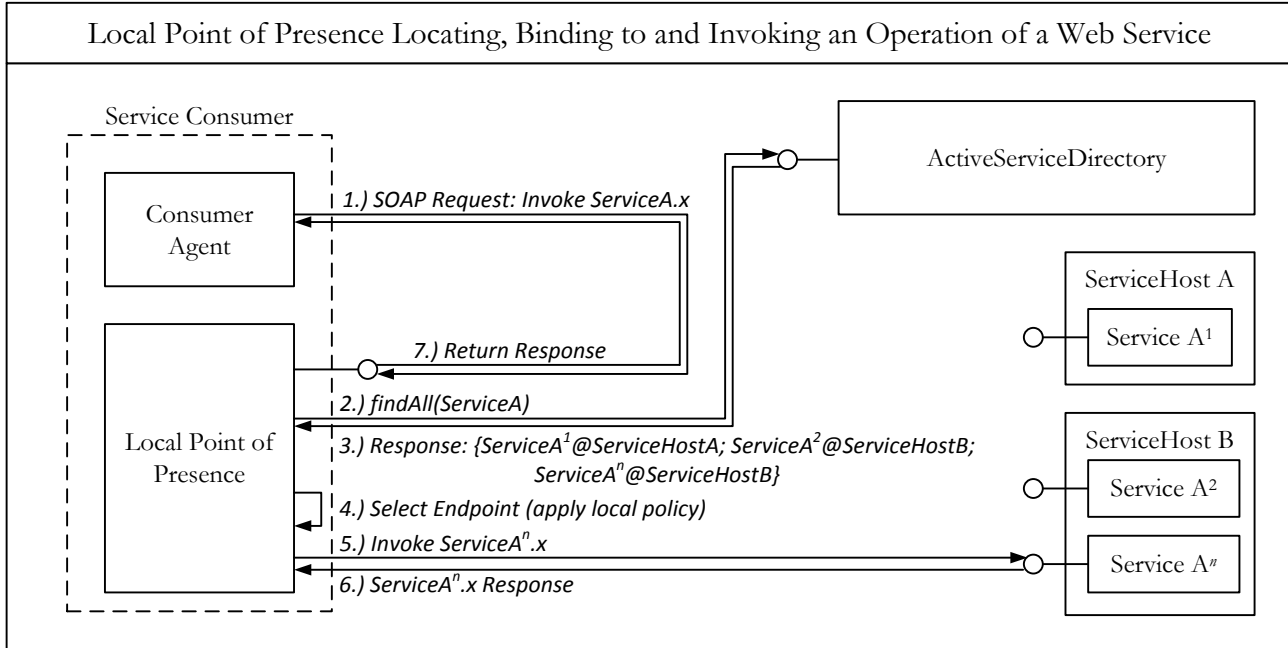 Local Point of Presence Locating, Binding to and Invoking an Operation of a Web Service
Service Consumer
Consumer
Agent
ActiveServiceDirectory
1.) SOAP Request: Invoke ServiceA.x
ServiceHost A
Service A¹
7.) Return Response
Local Point of
Presence
2.) findAll(ServiceA)
3.) Response: {ServiceA¹@ServiceHostA; ServiceA²@ServiceHostB;
ServiceAⁿ@ServiceHostB}
4.) Select Endpoint (apply local policy)
5.) Invoke ServiceAⁿ.x
6.) ServiceAⁿ.x Response
ServiceHost B
Service A²
Service Aⁿ